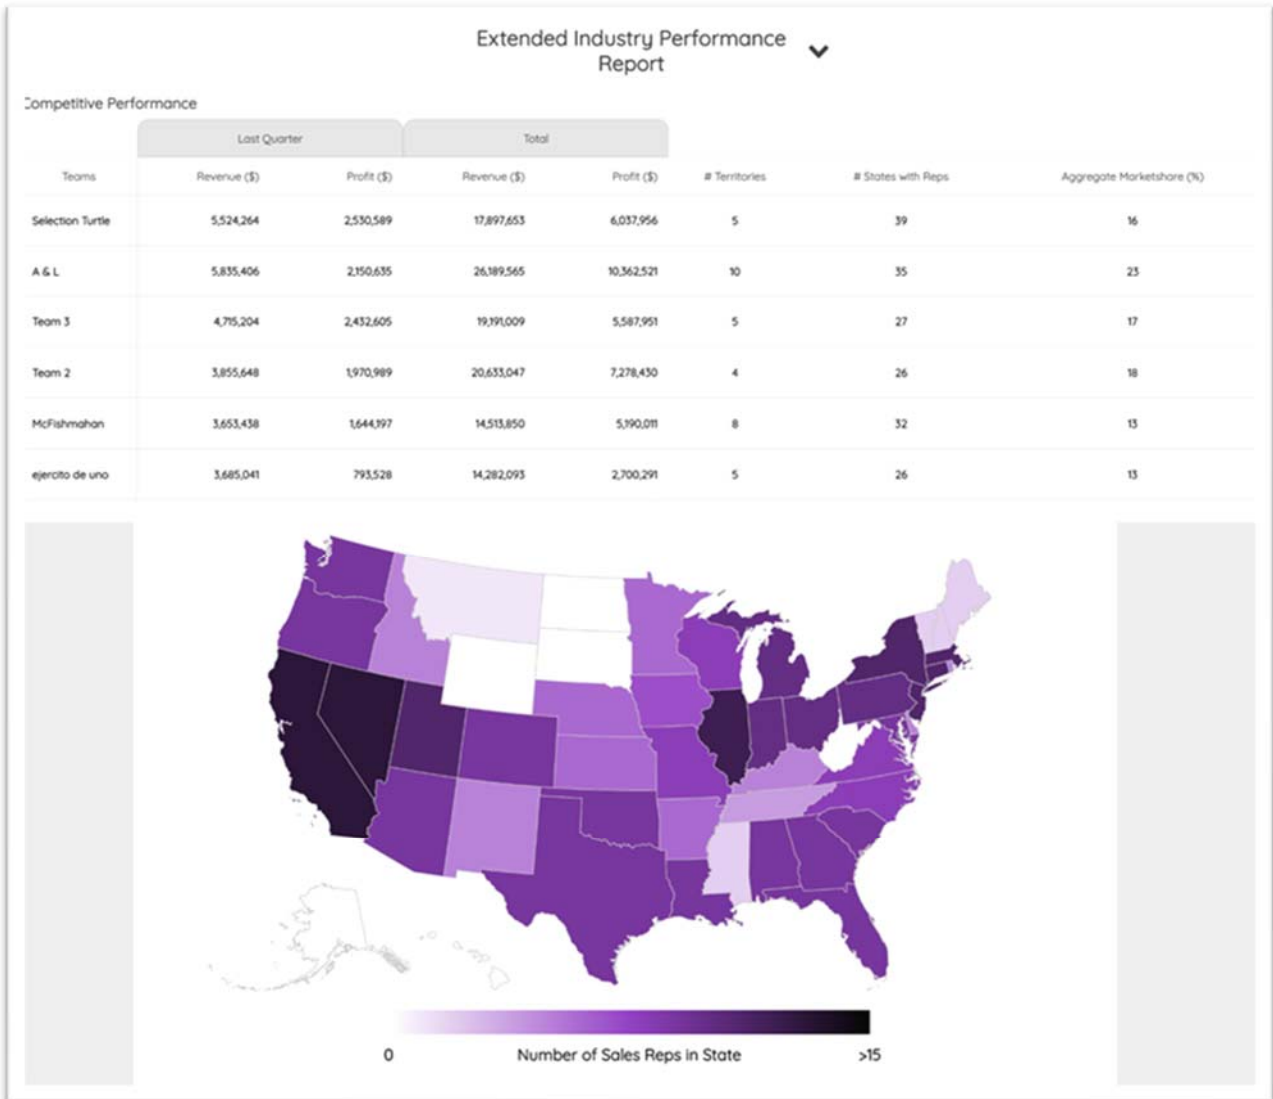 Extended Industry Performance
Report
Competitive Performance
Last Quarter Total
Teams Revenue ($) Profit ($) Revenue ($) Profit ($) # Territories # States with Reps Aggregate Marketshare (%)
Selection Turtle 5,524,264 2,530,589 17,897,653 6,037,956 5 39 16
A & L 5,835,406 2,150,635 26,189,565 10,362,521 10 35 23
Team 3 4,715,204 2,432,605 19,191,009 5,587,951 5 27 17
Team 2 3,855,648 1,970,989 20,633,047 7,278,430 4 26 18
McFishmahan 3,653,438 1,644,197 14,513,850 5,190,011 8 32 13
ejercito de uno 3,685,041 793,528 14,282,093 2,700,291 5 26 13
0 Number of Sales Reps in State >15